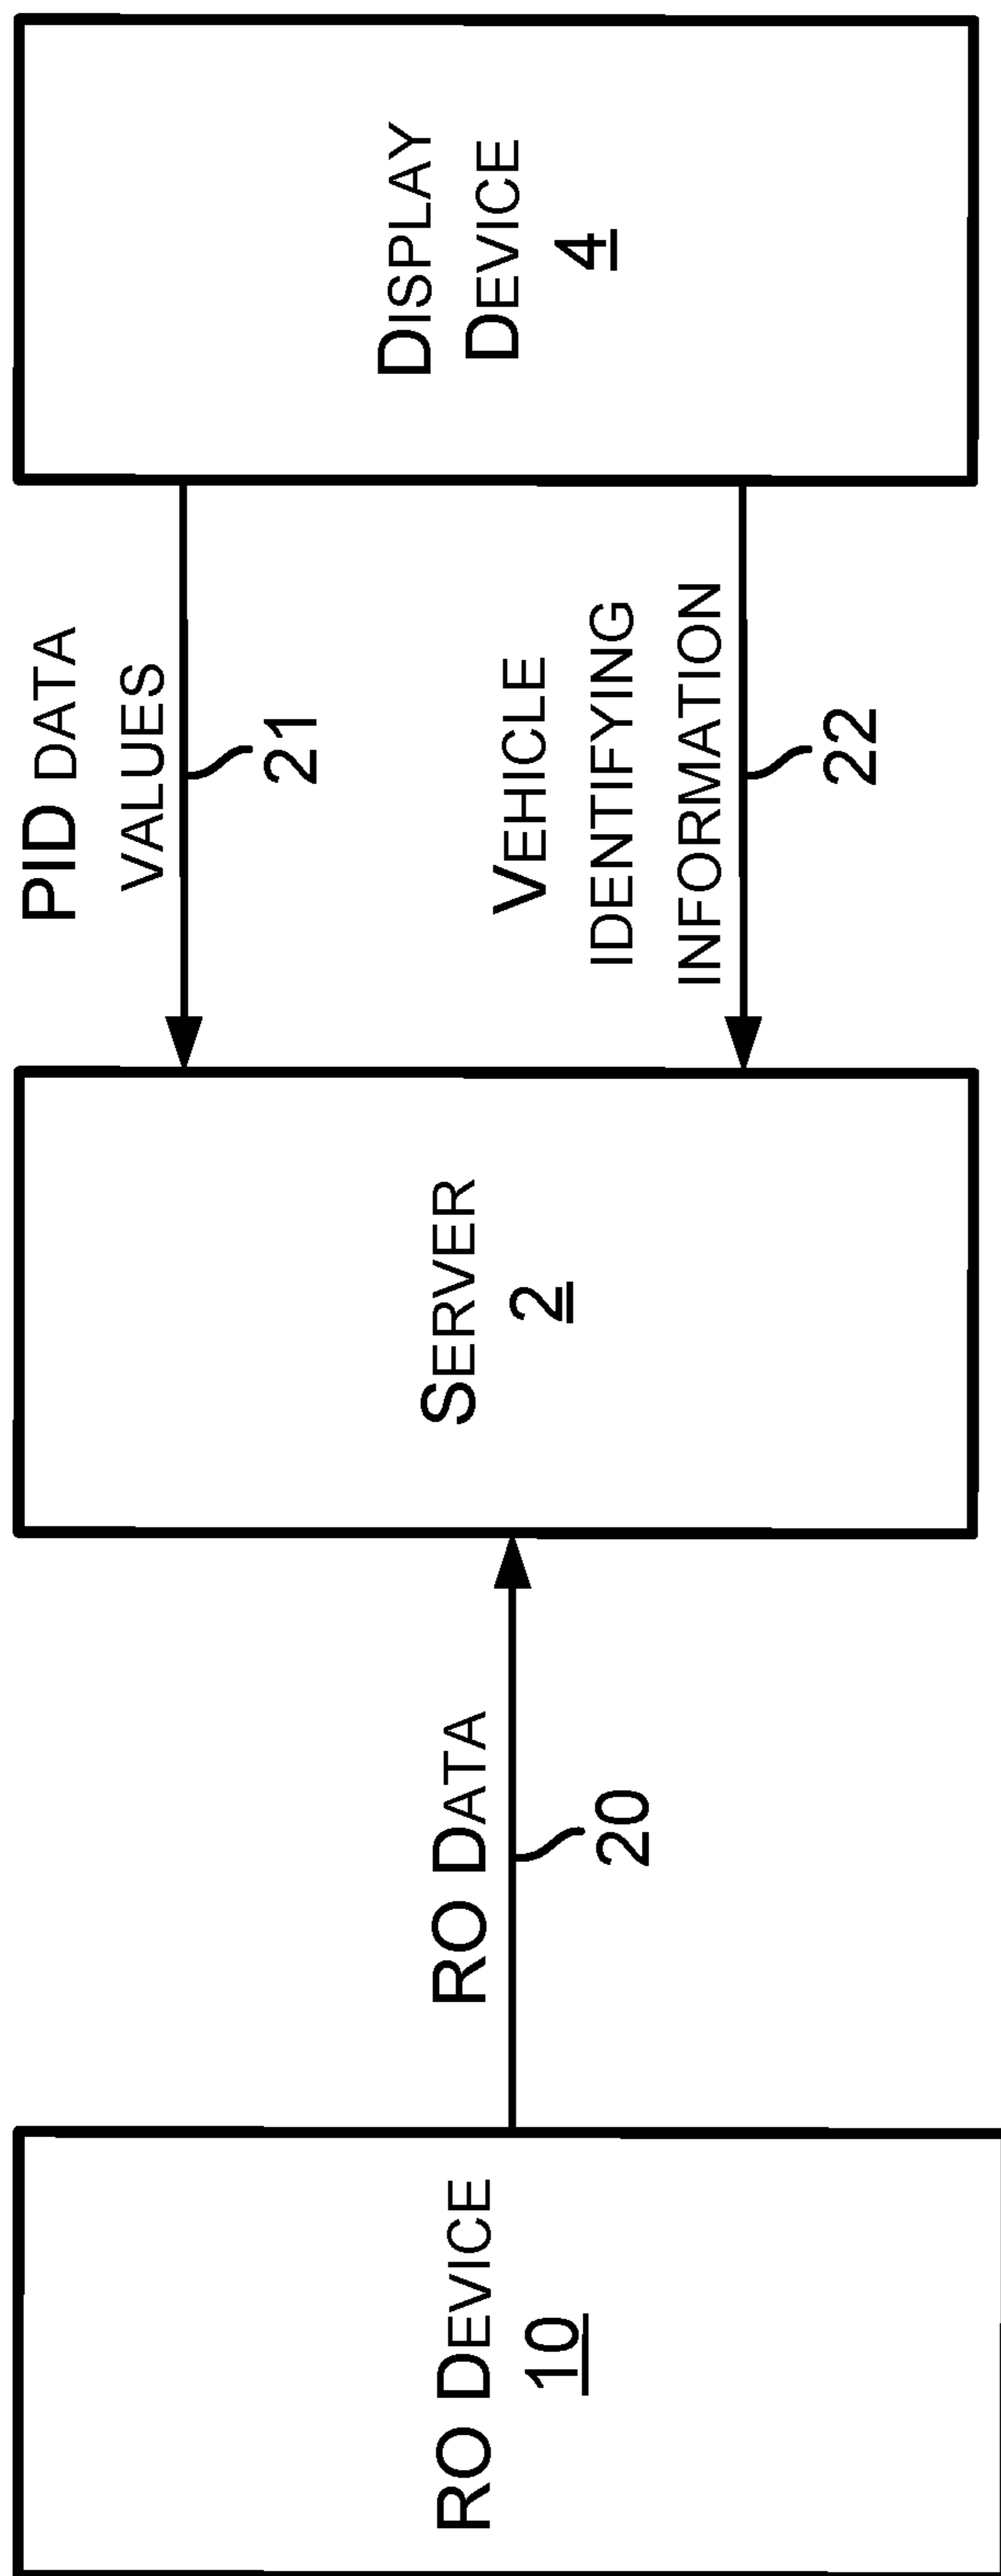 RO DEVICE
10
RO DATA
20
SERVER
2
PID DATA
VALUES
21
VEHICLE
IDENTIFYING
INFORMATION
22
DISPLAY
DEVICE
4